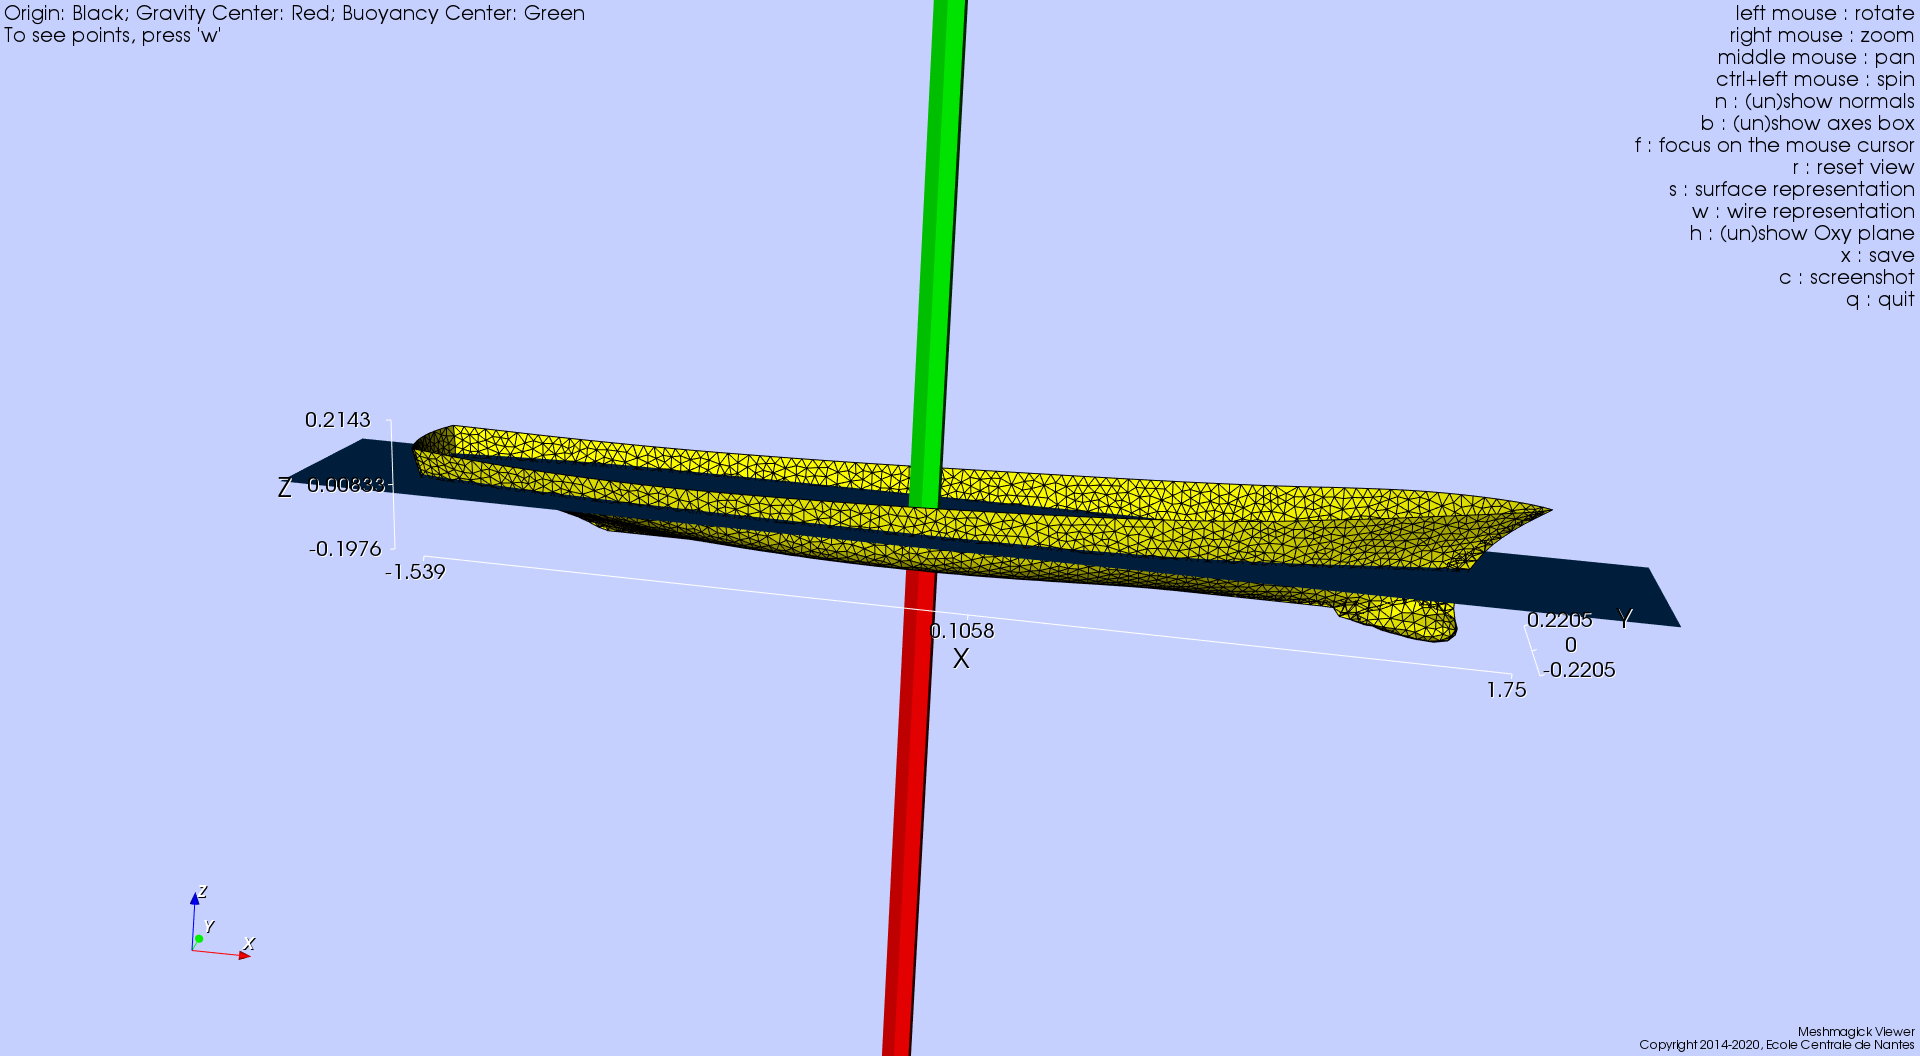 Origin: Black; Gravity Center: Red; Buoyancy Center: Green
To see points, press 'w'
left mouse : rotate
right mouse : zoom
middle mouse : pan
ctrl+left mouse : spin
n : (un)show normals
b : (un)show axes box
f : focus on the mouse cursor
r : reset view
s : surface representation
w : wire representation
h : (un)show Oxy plane
x : save
c : screenshot
q : quit
0.2143
Z 0.00833
-0.1976
-1.539
0.1058
X
1.75
0.2205
Y
0
-0.2205
Z
Y
X
Meshmagick Viewer
Copyright 2014-2020, Ecole Centrale de Nantes